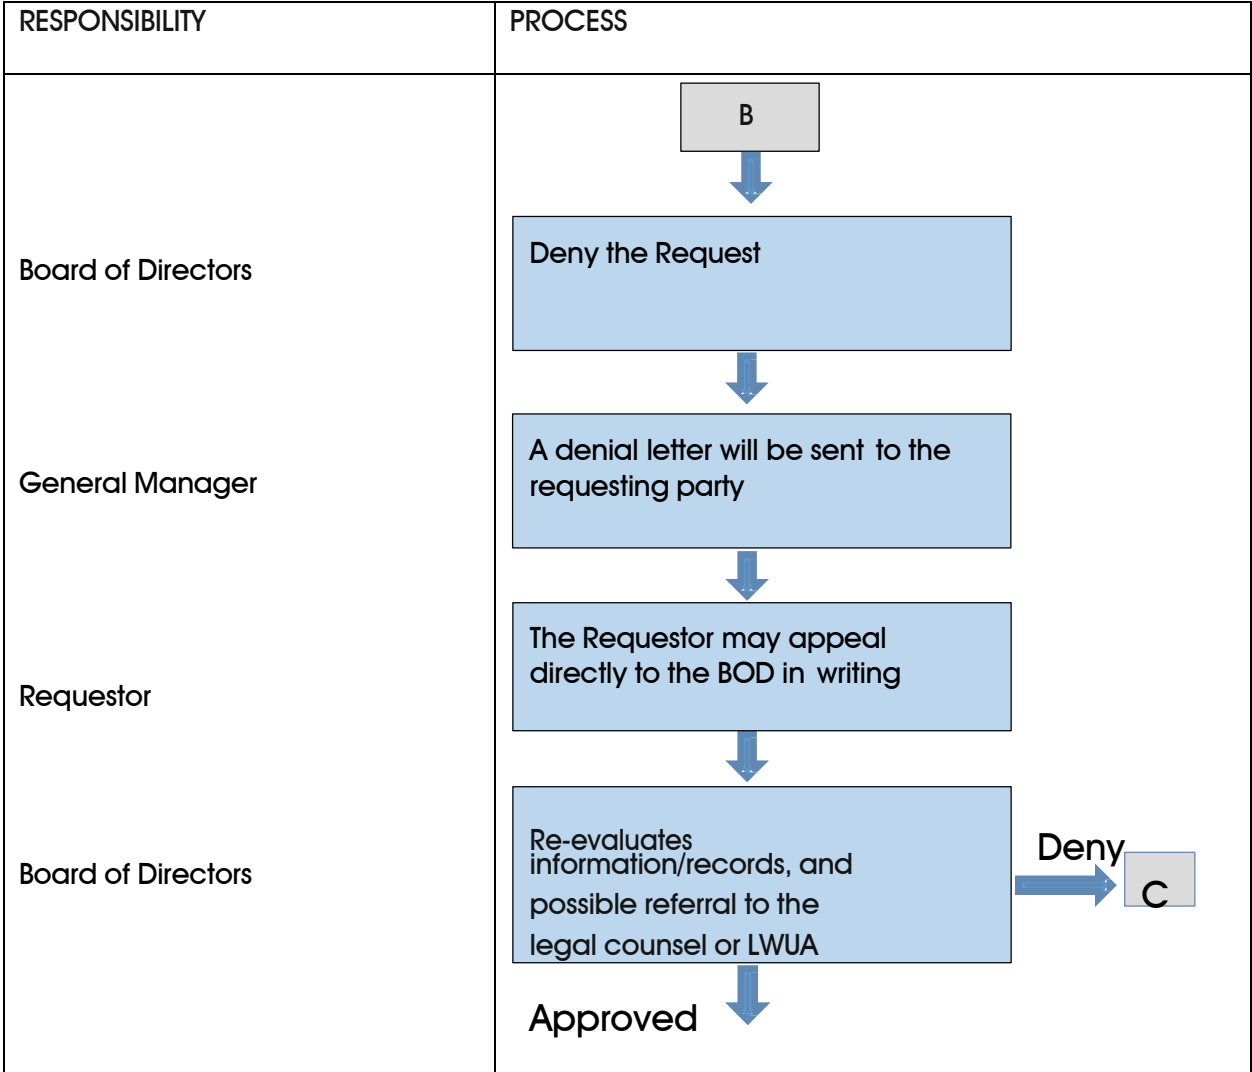 RESPONSIBILITY
PROCESS
B
Board of Directors
Deny the Request
General Manager
A denial letter will be sent to the
requesting party
Requestor
The Requestor may appeal
directly to the BOD in writing
Board of Directors
Re-evaluates
information/records, and
possible referral to the
legal counsel or LWUA
Deny
C
Approved